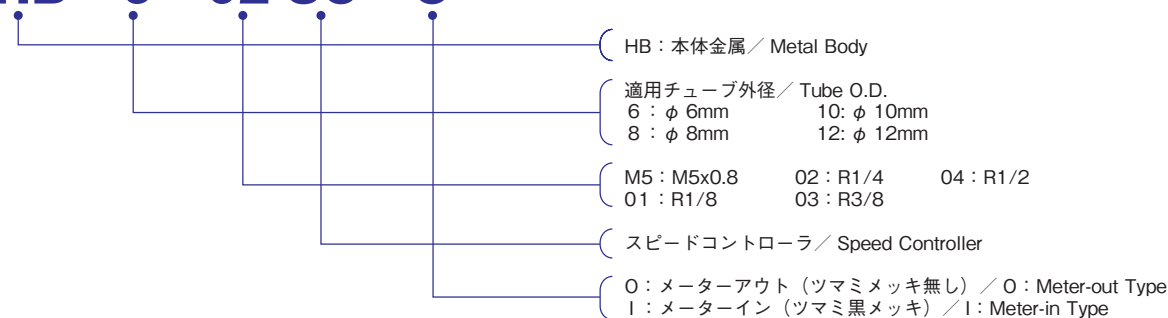 HB：本体金属／ Metal Body
適用チューブ外径／ Tube O.D.
6 ：φ 6mm 10: φ 10mm
8 ：φ 8mm 12: φ 12mm
M5：M5x0.8 02：R1/4 04：R1/2
01：R1/8 03：R3/8
スピードコントローラ／ Speed Controller
O：メーターアウト（ツマミメッキ無し）／ O：Meter-out Type
I：メーターイン（ツマミ黒メッキ）／ I：Meter-in Type